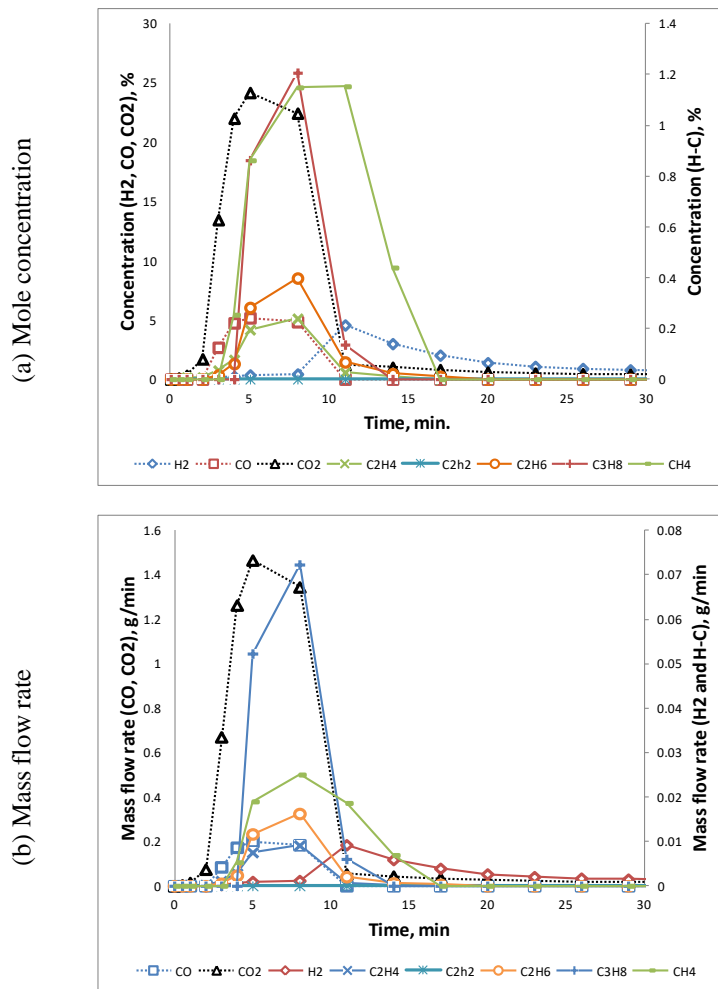 (a) Mole concentration
Concentration (H2, CO, CO2), %
30
25
20
15
10
5
0
1.4
1.2
1
0.8
0.6
0.4
0.2
0
Concentration (H-C), %
0 5 10 15 20 25 30
Time, min.
H2 CO CO2 C2H4 C2h2 C2H6 C3H8 CH4
(b) Mass flow rate
Mass flow rate (CO, CO2), g/min
1.6
1.4
1.2
1
0.8
0.6
0.4
0.2
0
0.08
0.07
0.06
0.05
0.04
0.03
0.02
0.01
0
Mass flow rate (H2 and H-C), g/min
0 5 10 15 20 25 30
Time, min
CO CO2 H2 C2H4 C2h2 C2H6 C3H8 CH4